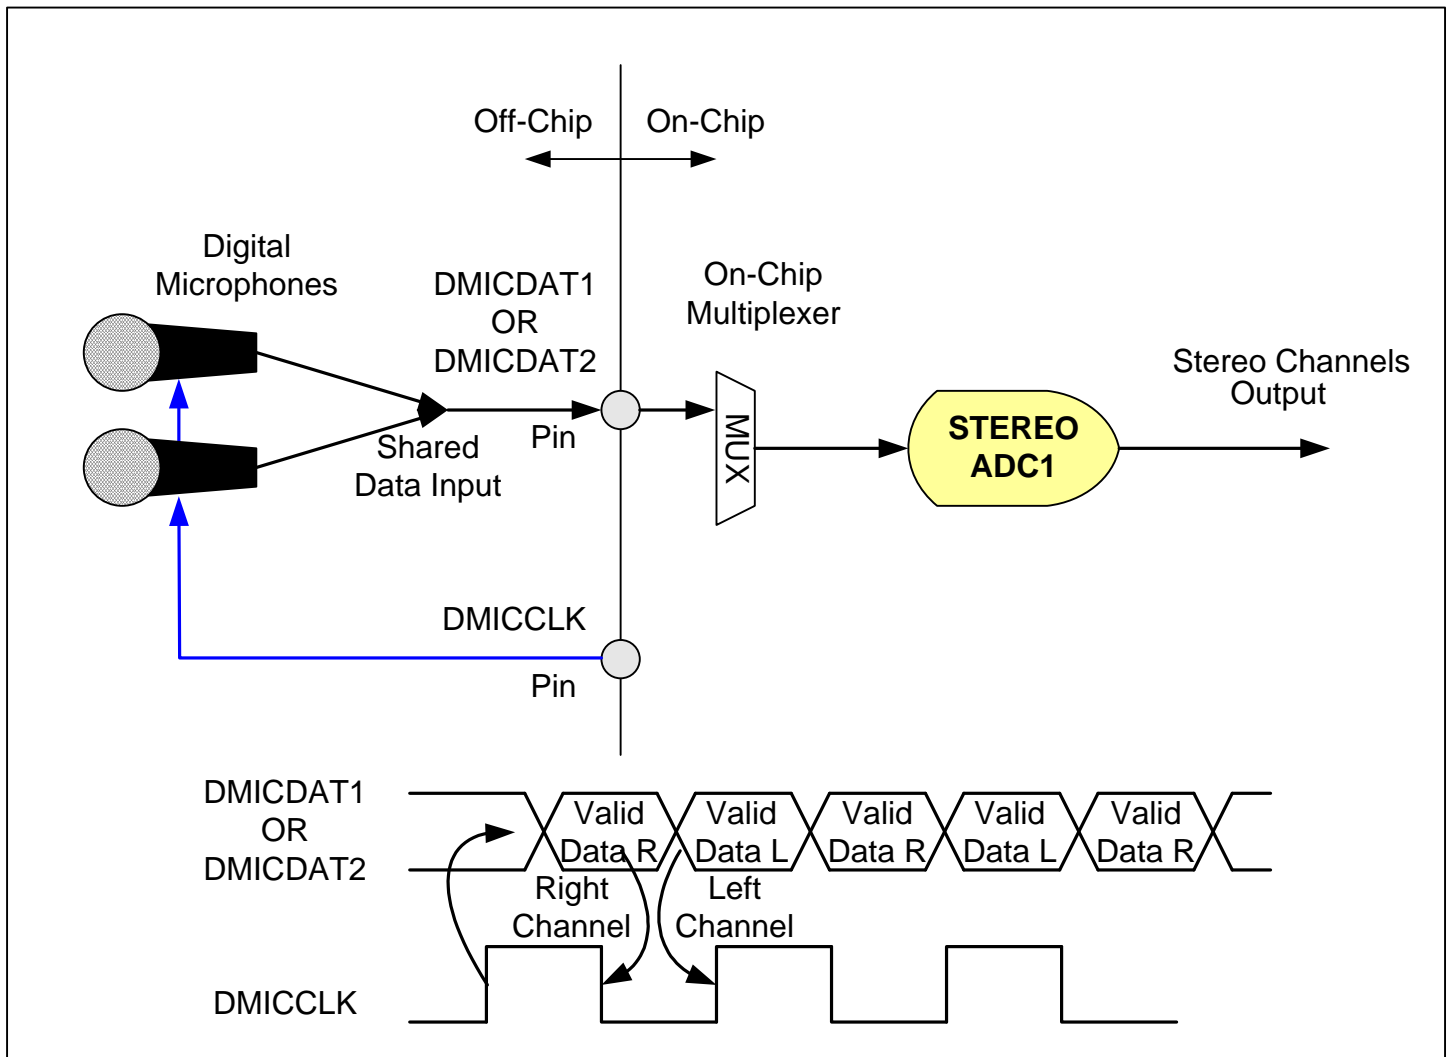 Off-Chip
On-Chip
Digital
Microphones
DMICDAT1
OR
DMICDAT2
On-Chip
Multiplexer
Stereo Channels
Output
Pin
Shared
Data Input
MUX
STEREO
ADC1
DMICCLK
Pin
DMICDAT1
OR
DMICDAT2
Valid
Data R
Valid
Data L
Valid
Data R
Valid
Data L
Valid
Data R
Right
Channel
Left
Channel
DMICCLK